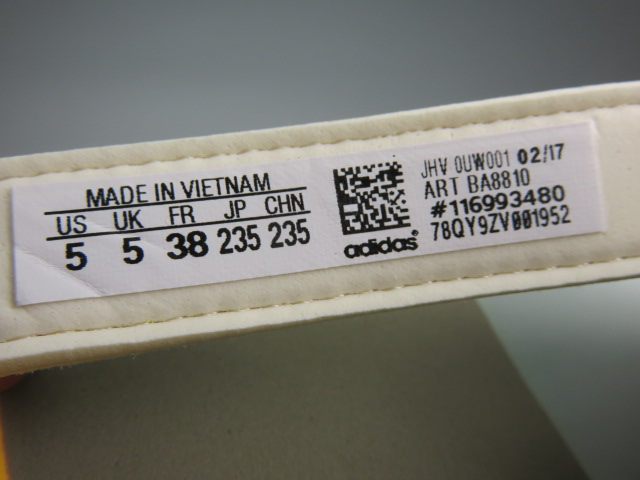 MADE IN VIETNAM
US UK FR JP CHN
5 5 38 235 235
adidas®
JHV 0UW001 02/17
ART BA8810
#116993480
78QY9ZV001952